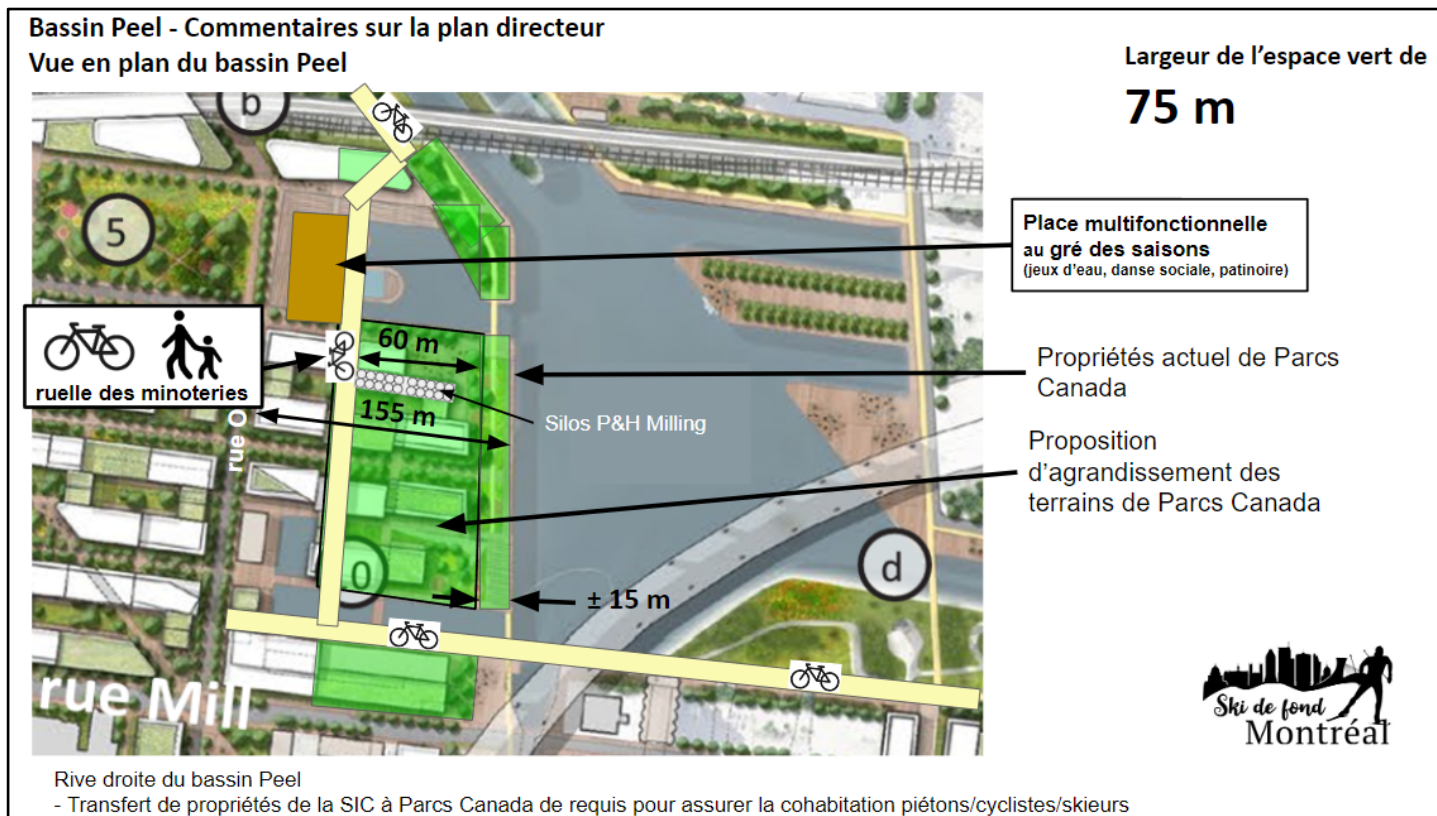 Bassin Peel - Commentaires sur la plan directeur
Vue en plan du bassin Peel
Largeur de l'espace vert de
75 m
b
5
Place multifonctionnelle
au gré des saisons
(jeux d'eau, danse sociale, patinoire)
ruelle des minoteries
60 m
Propriétés actuel de Parcs
Canada
155 m
Silos P&H Milling
rue O
Proposition
d'agrandissement des
terrains de Parcs Canada
0
d
± 15 m
rue Mill
Ski de fond
Montréal
Rive droite du bassin Peel
- Transfert de propriétés de la SIC à Parcs Canada de requis pour assurer la cohabitation piétons/cyclistes/skieurs